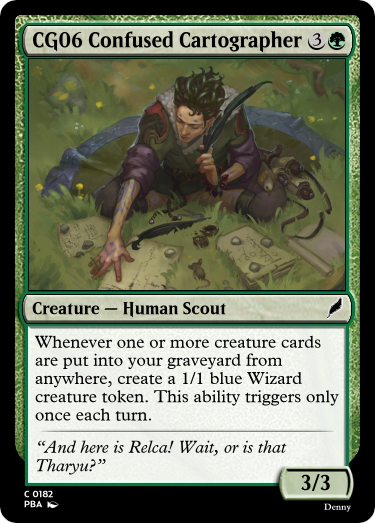 CG06 Confused Cartographer 3
Creature — Human Scout
Whenever one or more creature cards
are put into your graveyard from
anywhere, create a 1/1 blue Wizard
creature token. This ability triggers only
once each turn.
“And here is Relca! Wait, or is that
Tharyu?”
3/3
C 0182
PBA
Denny